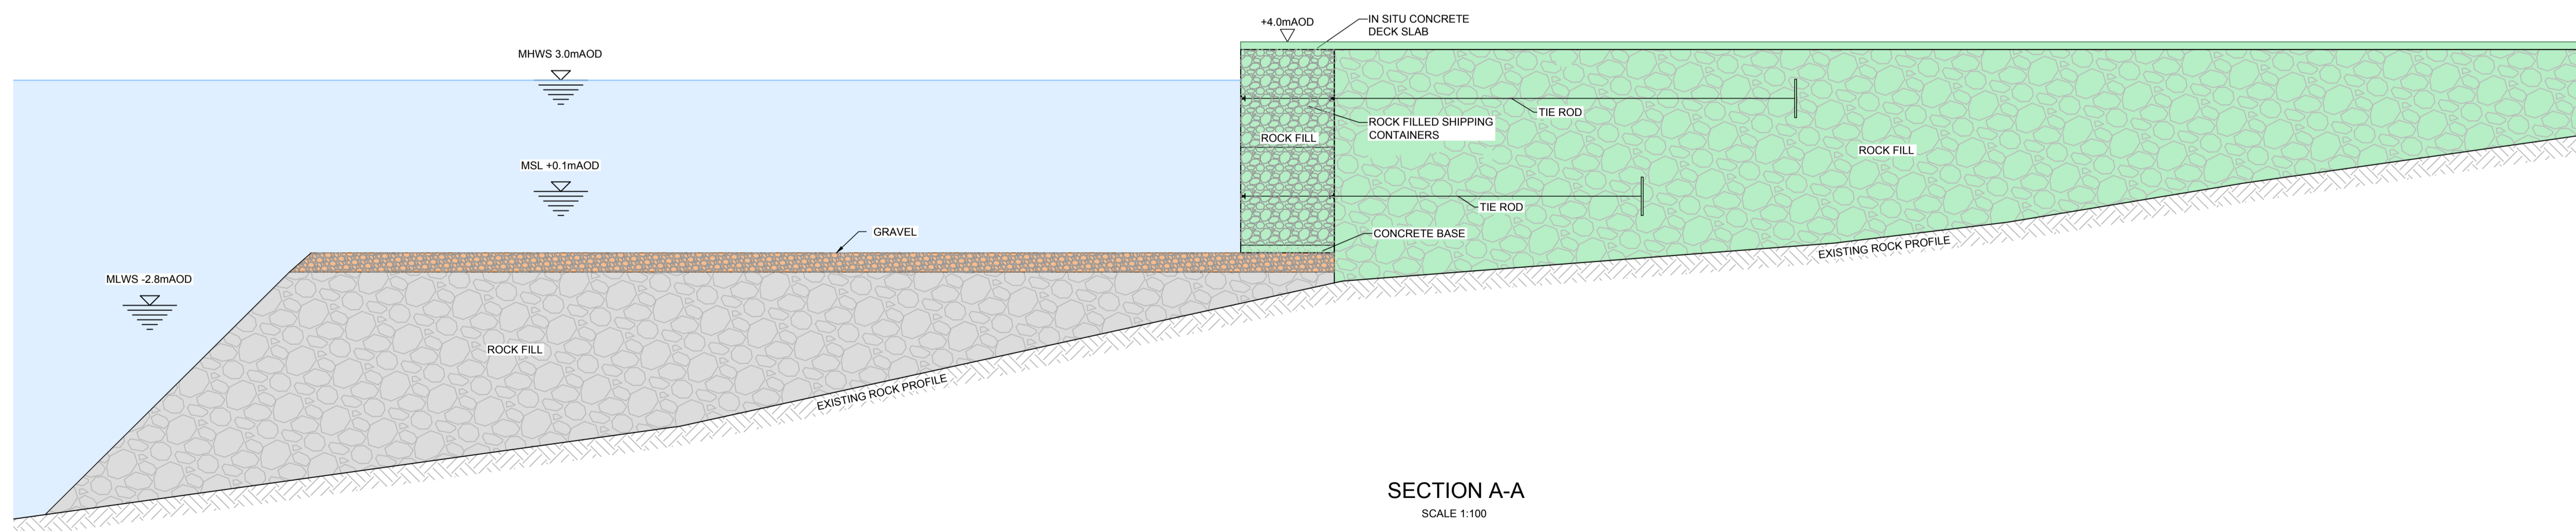 +4.0mAOD
IN SITU CONCRETE
DECK SLAB
MHWS 3.0mAOD
TIE ROD
ROCK FILLED SHIPPING
CONTAINERS
ROCK FILL
ROCK FILL
MSL +0.1mAOD
TIE ROD
GRAVEL
CONCRETE BASE
EXISTING ROCK PROFILE
MLWS -2.8mAOD
ROCK FILL
EXISTING ROCK PROFILE
SECTION A-A
SCALE 1:100